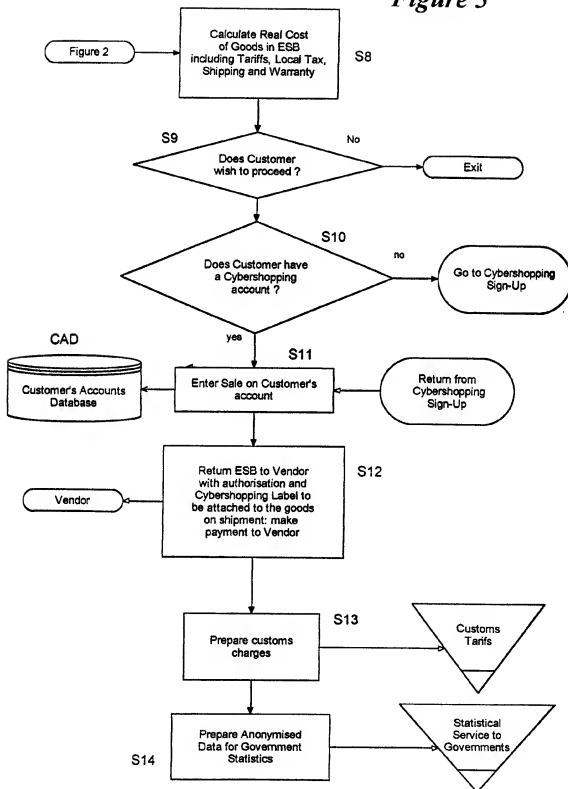 Figure 3
Calculate Real Cost
of Goods in ESB
including Tariffs, Local Tax,
Shipping and Warranty
Figure 2
S8
S9
No
Does Customer
wish to proceed ?
Exit
S10
no
Does Customer have
a Cybershopping
account ?
Go to Cybershopping
Sign-Up
yes
CAD
S11
Customer's Accounts
Database
Enter Sale on Customer's
account
Return from
Cybershopping
Sign-Up
Return ESB to Vendor
with authorisation and
Cybershopping Label to
be attached to the goods
on shipment: make
payment to Vendor
S12
Vendor
S13
Prepare customs
charges
Customs
Tarifs
Prepare Anonymised
Data for Government
Statistics
Statistical
Service to
Governments
S14